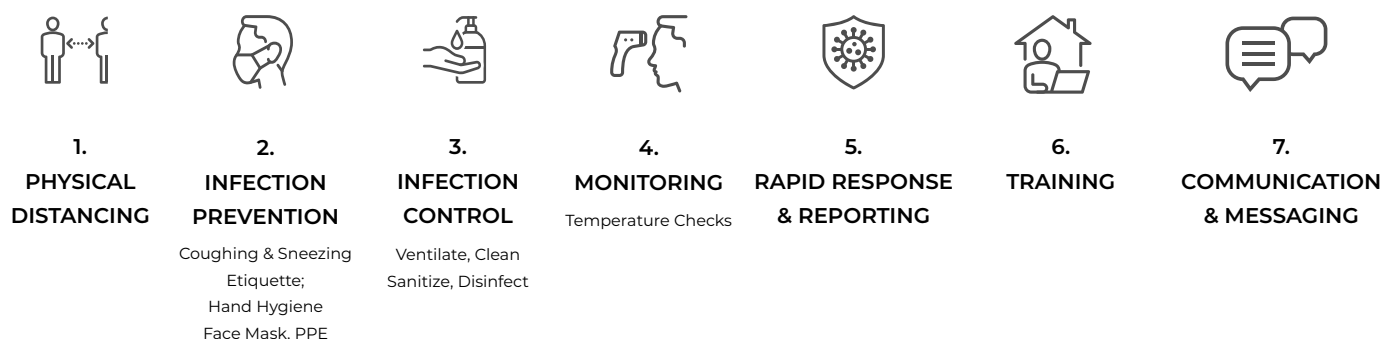 1.
PHYSICAL
DISTANCING
2.
INFECTION
PREVENTION
Coughing & Sneezing
Etiquette;
Hand Hygiene
Face Mask, PPE
3.
INFECTION
CONTROL
Ventilate, Clean
Sanitize, Disinfect
4.
MONITORING
Temperature Checks
5.
RAPID RESPONSE
& REPORTING
6.
TRAINING
7.
COMMUNICATION
& MESSAGING